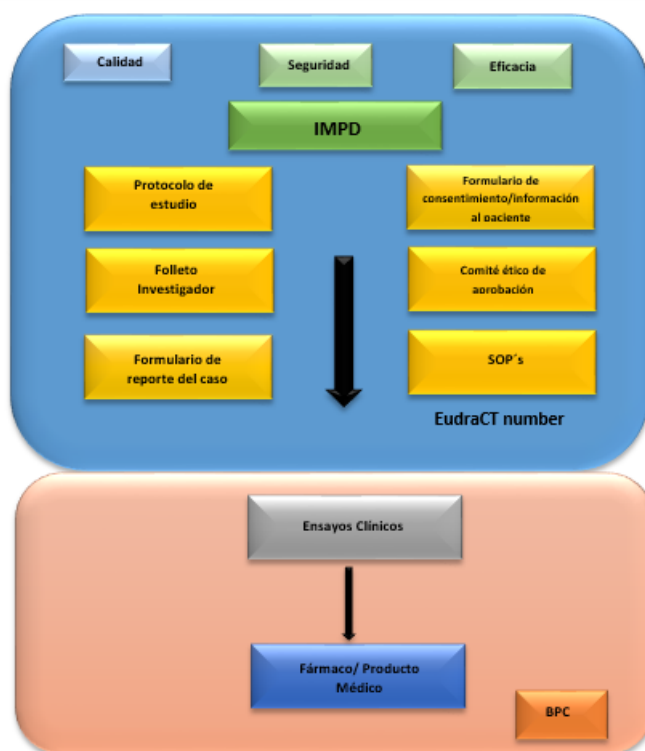 Calidad
Seguridad
Eficacia
IMPD
Protocolo de
estudio
Formulario de
consentimiento/información
al paciente
Folleto
Investigador
Comité ético de
aprobación
Formulario de
reporte del caso
SOP´s
EudraCT number
Ensayos Clínicos
Fármaco/ Producto
Médico
BPC